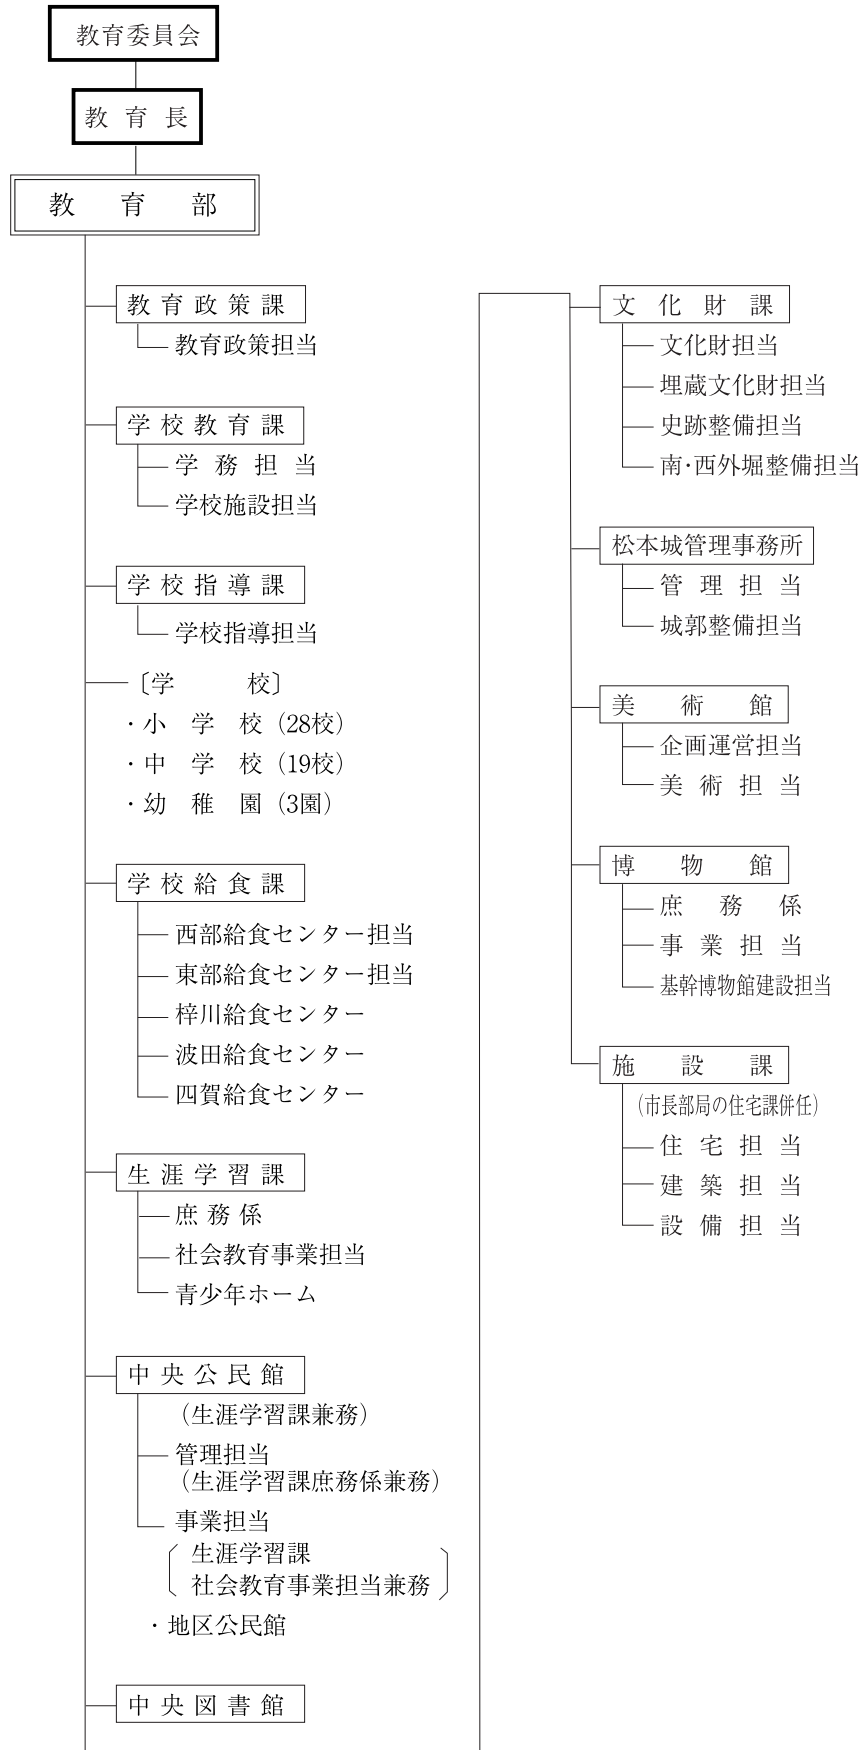 教育委員会
教育長
教育部
教育政策課
教育政策担当
学校教育課
学務担当
学校施設担当
学校指導課
学校指導担当
〔学校〕
・小学校（28校）
・中学校（19校）
・幼稚園（3園）
学校給食課
西部給食センター担当
東部給食センター担当
梓川給食センター
波田給食センター
四賀給食センター
生涯学習課
庶務係
社会教育事業担当
青少年ホーム
中央公民館
（生涯学習課兼務）
管理担当
（生涯学習課庶務係兼務）
事業担当
〔生涯学習課
社会教育事業担当兼務〕
・地区公民館
中央図書館
文化財課
文化財担当
埋蔵文化財担当
史跡整備担当
南・西外堀整備担当
松本城管理事務所
管理担当
城郭整備担当
美術館
企画運営担当
美術担当
博物館
庶務係
事業担当
基幹博物館建設担当
施設課
（市長部局の住宅課併任）
住宅担当
建築担当
設備担当